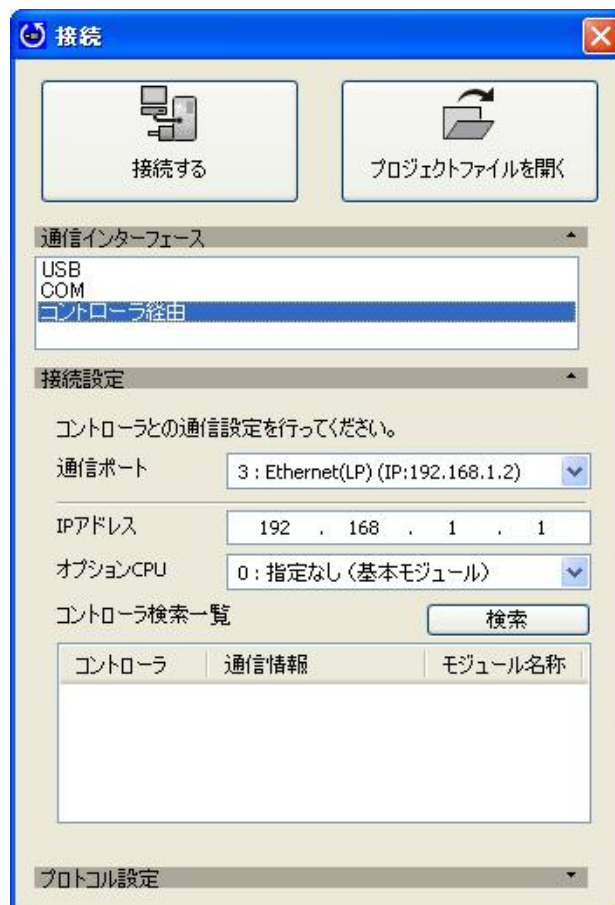 接続
接続する
プロジェクトファイルを開く
通信インターフェース
USB
COM
コントローラ経由
接続設定
コントローラとの通信設定を行ってください。
通信ポート 3 : Ethernet(LP) (IP:192.168.1.2)
IPアドレス 192 . 168 . 1 . 1
オプションCPU 0 : 指定なし (基本モジュール)
コントローラ検索一覧 検索
コントローラ 通信情報 モジュール名称
プロトコル設定